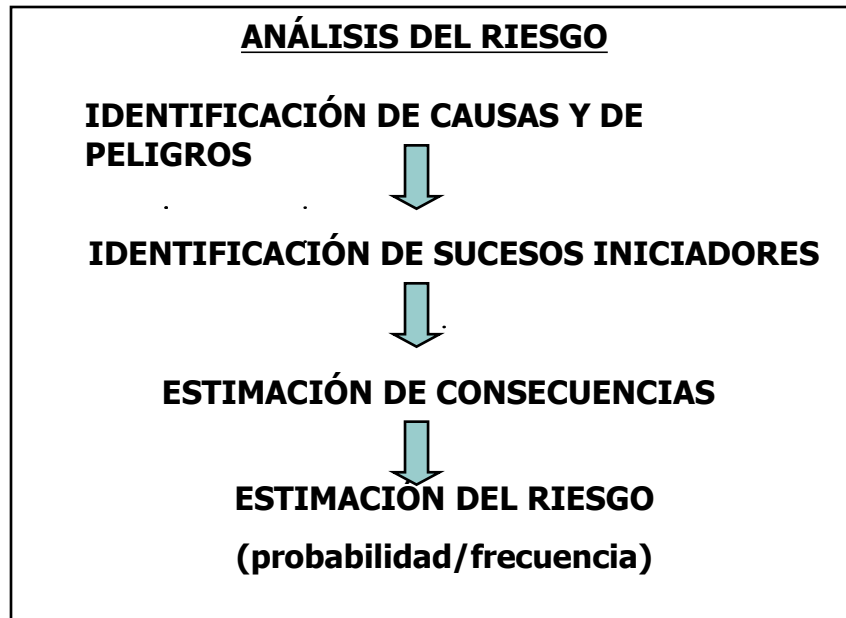 ANÁLISIS DEL RIESGO
IDENTIFICACIÓN DE CAUSAS Y DE
PELIGROS
IDENTIFICACIÓN DE SUCESOS INICIADORES
ESTIMACIÓN DE CONSECUENCIAS
ESTIMACIÓN DEL RIESGO
(probabilidad/frecuencia)